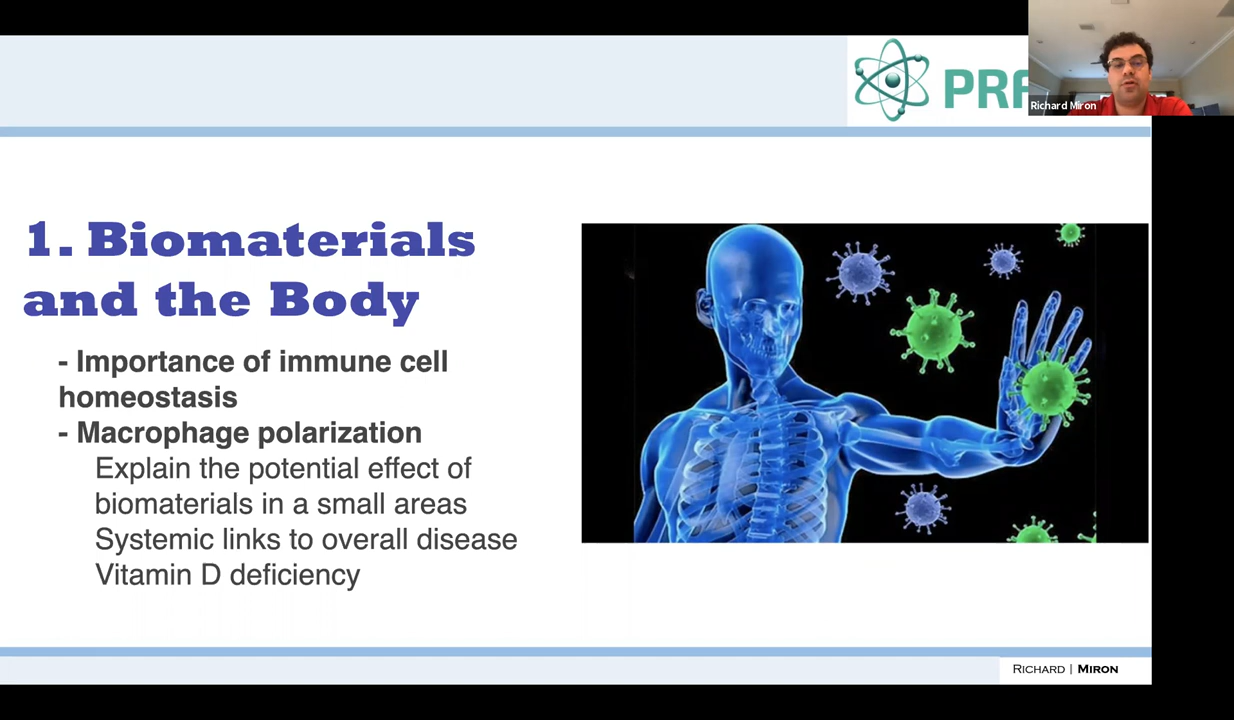 PRF
Richard Miron
1. Biomaterials
and the Body
- Importance of immune cell
homeostasis
- Macrophage polarization
Explain the potential effect of
biomaterials in a small areas
Systemic links to overall disease
Vitamin D deficiency
RICHARD | MIRON